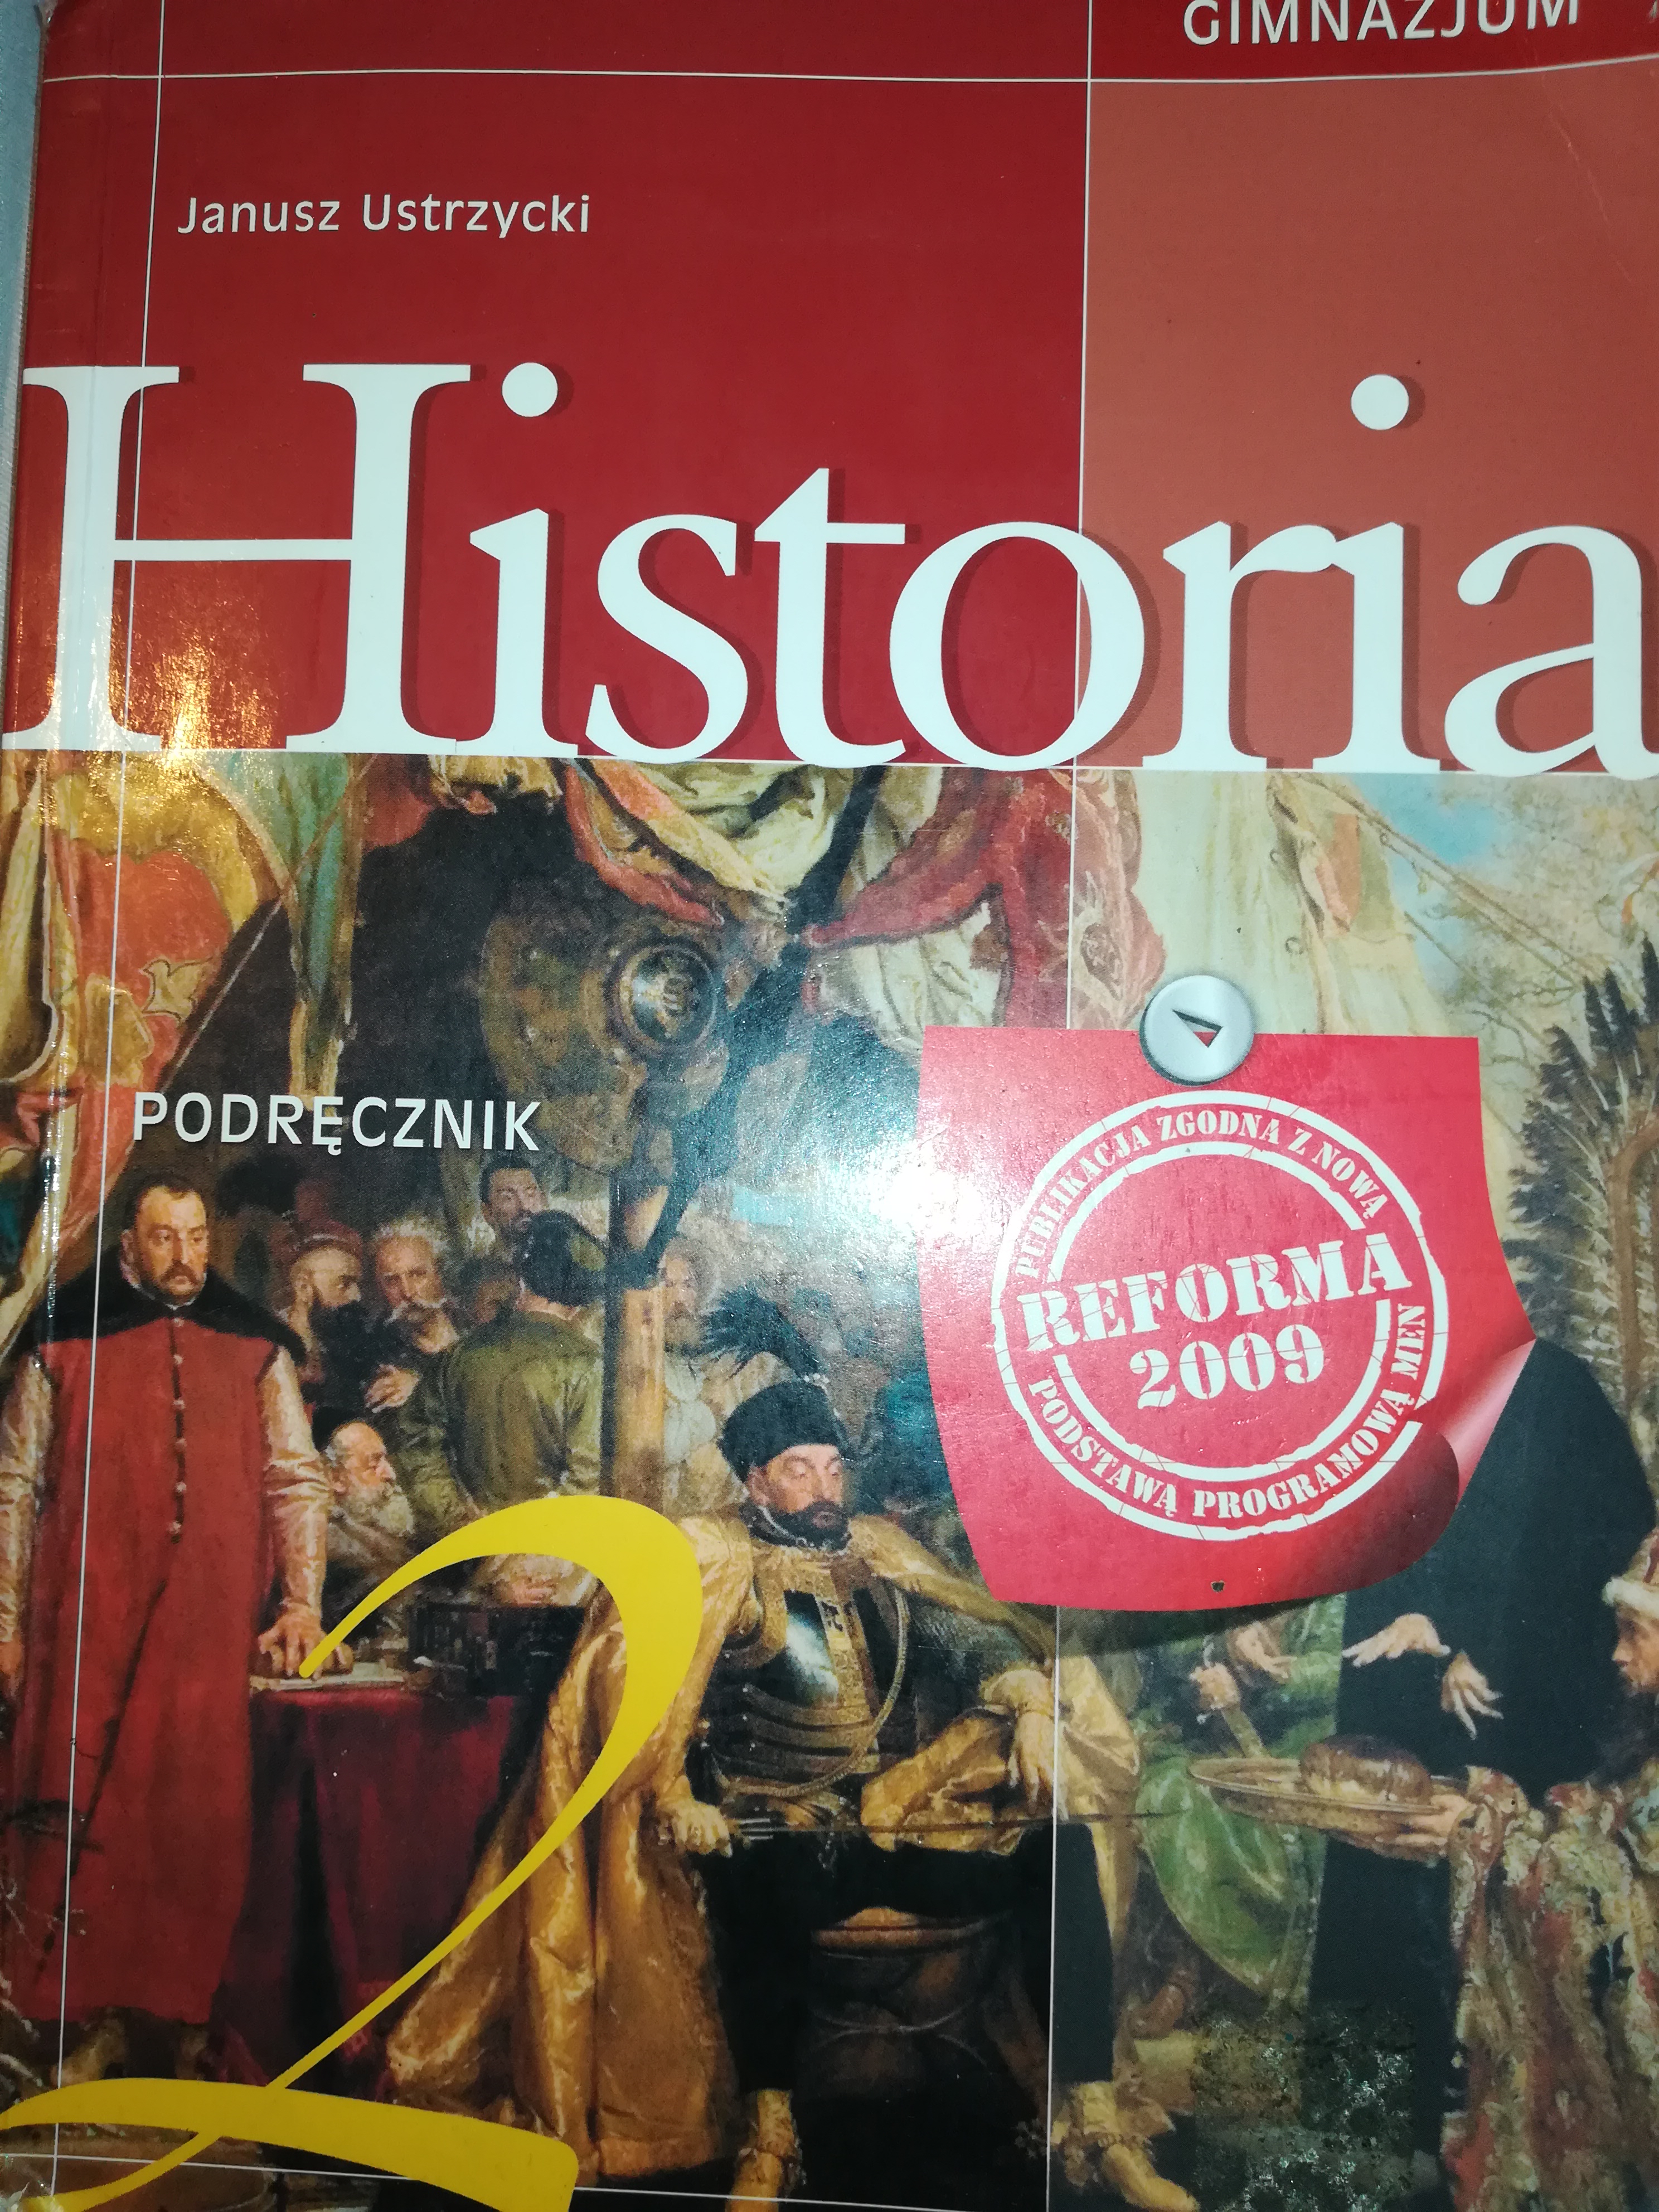 GIMNAZJUM
Janusz Ustrzycki
Historia
PODRĘCZNIK
PUBLIKACJA ZGODNA Z NOWĄ
REFORMA
2009
PODSTAWĄ PROGRAMOWĄ MEN
2